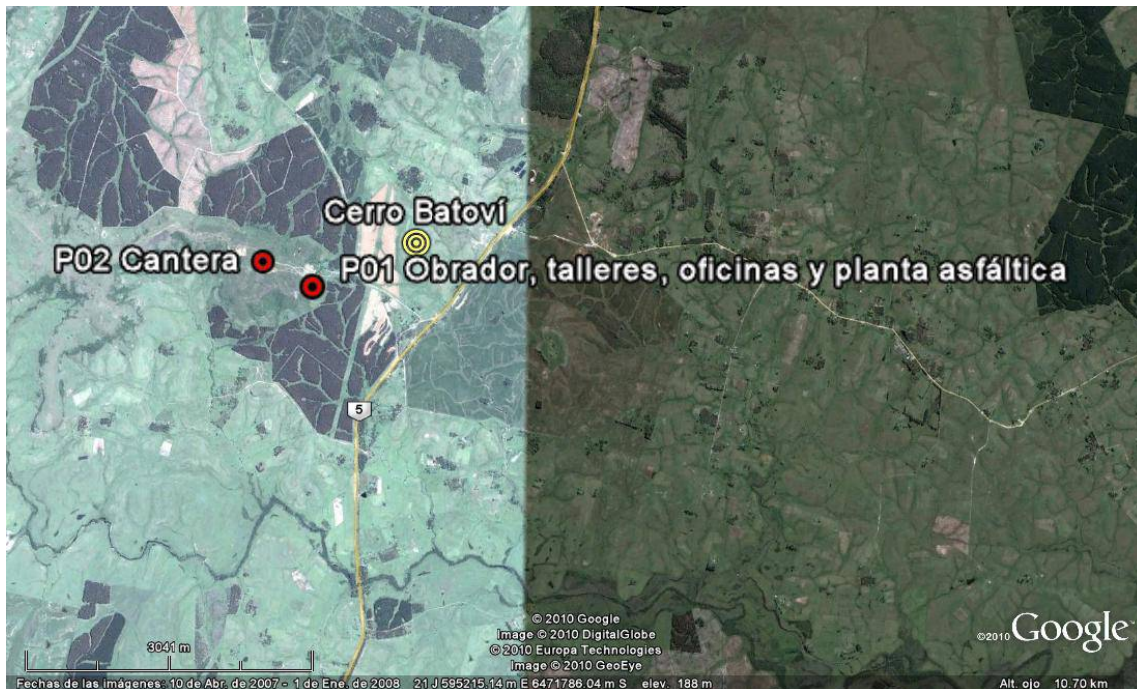 Cerro Batoví
P02 Cantera
P01 Obrador, talleres, oficinas y planta asfáltica
5
© 2010 Google
Image © 2010 DigitalGlobe
© 2010 Europa Technologies
Image © 2010 GeoEye
©2010 Google
3041 m
Fechas de las imágenes: 10 de Abr. de 2007 - 1 de Ene. de 2008 21 J 595215.14 m E 6471786.04 m S elev. 188 m Alt. ojo 10.70 km